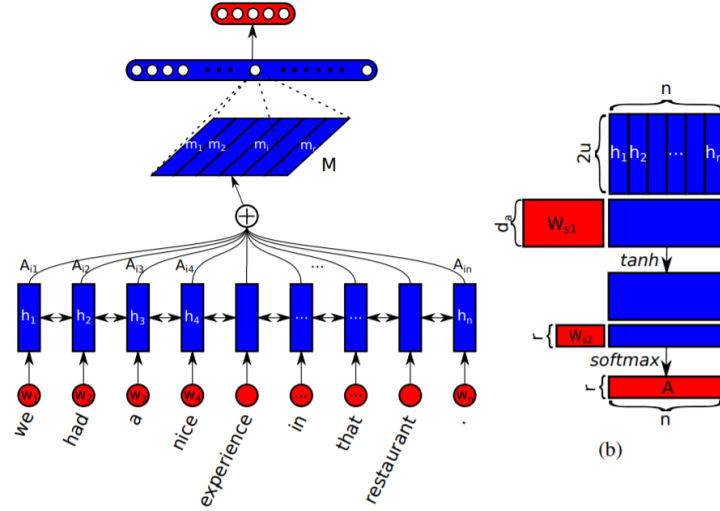 m₁ m₂ mᵢ mᵣ
M
Aᵢ₁ Aᵢ₂ Aᵢ₃ Aᵢ₄ ... Aᵢₙ
h₁ h₂ h₃ h₄ ... ... hₙ
w₁ w₂ w₃ w₄ ... ... wₙ
we had a nice experience in that restaurant .
n
2u
h₁ h₂ ... hₙ
dₐ
Wₛ₁
tanh
r
Wₛ₂
softmax
r
A
n
(b)